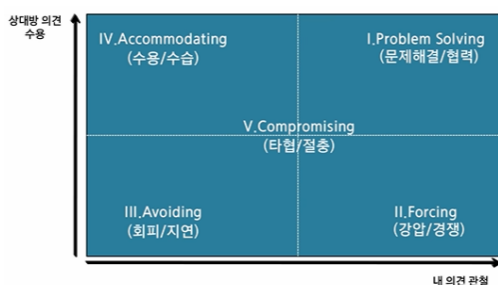 상대방 의견
수용
IV.Accommodating
(수용/수습)
I.Problem Solving
(문제해결/협력)
V.Compromising
(타협/절충)
III.Avoiding
(회피/지연)
II.Forcing
(강압/경쟁)
내 의견 관철